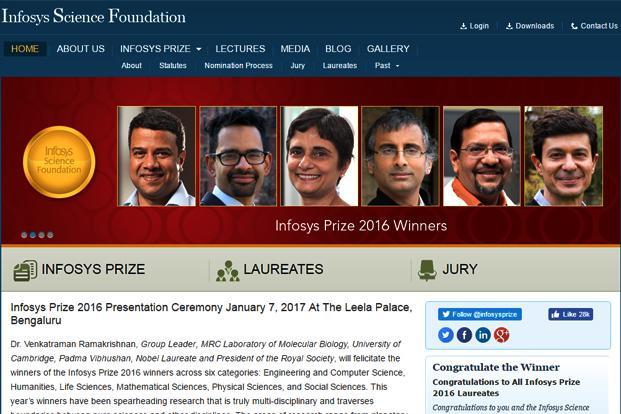 Infosys Science Foundation
Login Downloads Contact Us
HOME ABOUT US INFOSYS PRIZE LECTURES MEDIA BLOG GALLERY
About Statutes Nomination Process Jury Laureates Past
Infosys
Science
Foundation
Infosys Prize 2016 Winners
INFOSYS PRIZE LAUREATES JURY
Infosys Prize 2016 Presentation Ceremony January 7, 2017 At The Leela Palace,
Bengaluru
Dr. Venkatraman Ramakrishnan, Group Leader, MRC Laboratory of Molecular Biology, University of
Cambridge, Padma Vibhushan, Nobel Laureate and President of the Royal Society, will felicitate the
winners of the Infosys Prize 2016 winners across six categories: Engineering and Computer Science,
Humanities, Life Sciences, Mathematical Sciences, Physical Sciences, and Social Sciences. This
year's winners have been spearheading research that is truly multi-disciplinary and traverses
Follow @infosysprize
Like 28k
Congratulate the Winner
Congratulations to All Infosys Prize
2016 Laureates
Congratulations to you and the Infosys Science